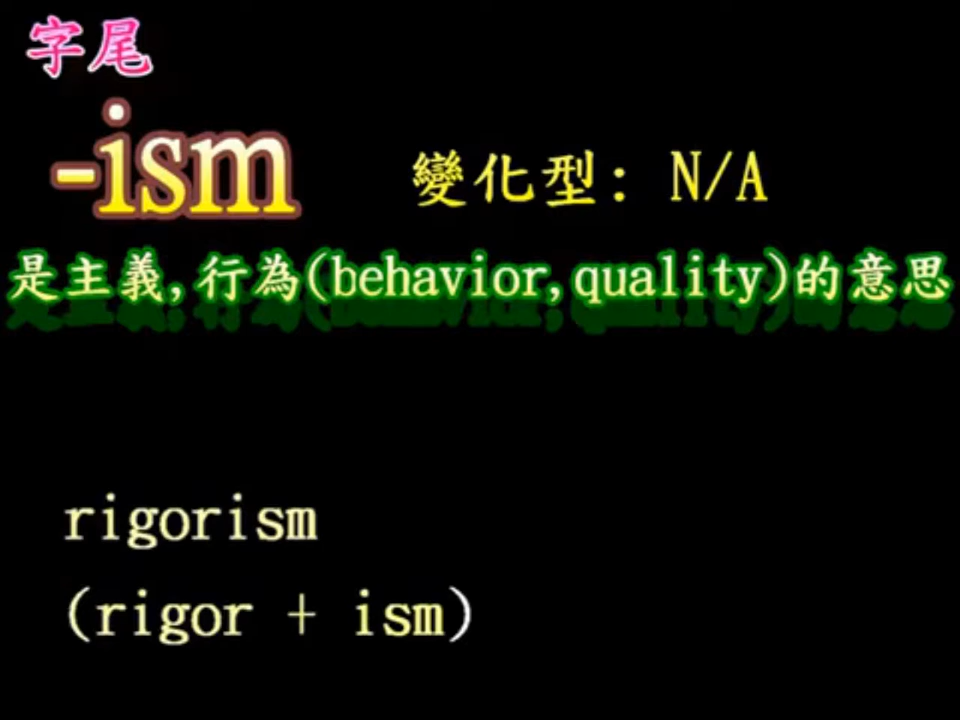 字尾
-ism 變化型: N/A
是主義,行為(behavior,quality)的意思
rigorism
(rigor + ism)